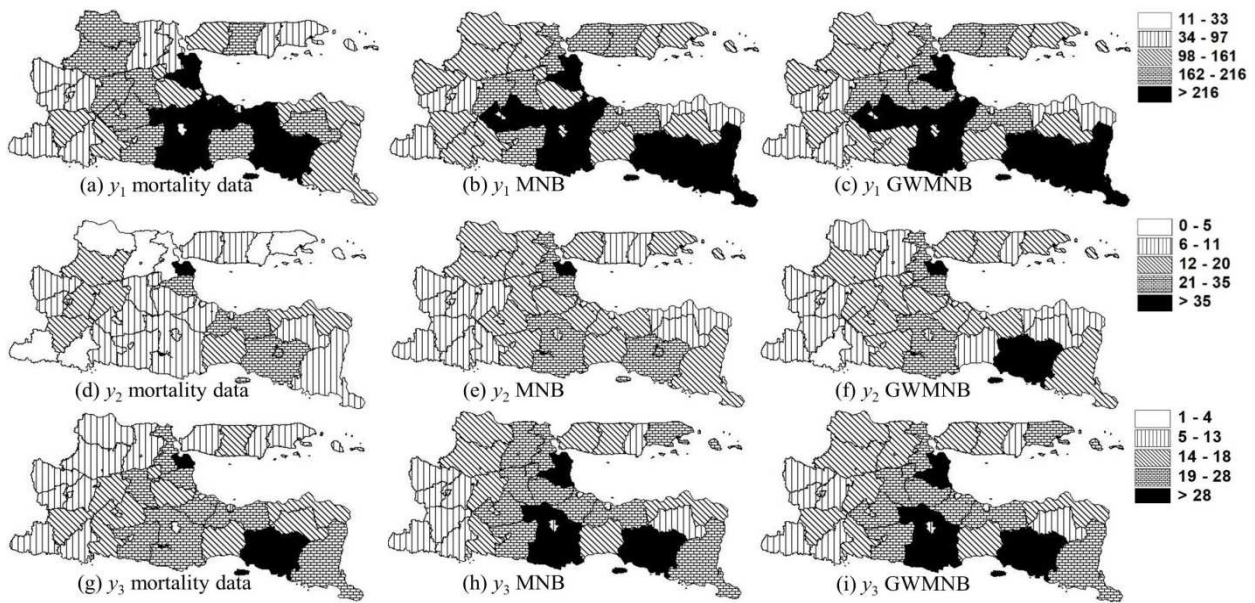 11 - 33
34 - 97
98 - 161
162 - 216
> 216
(a) y₁ mortality data
(b) y₁ MNB
(c) y₁ GWMNB
0 - 5
6 - 11
12 - 20
21 - 35
> 35
(d) y₂ mortality data
(e) y₂ MNB
(f) y₂ GWMNB
1 - 4
5 - 13
14 - 18
19 - 28
> 28
(g) y₃ mortality data
(h) y₃ MNB
(i) y₃ GWMNB